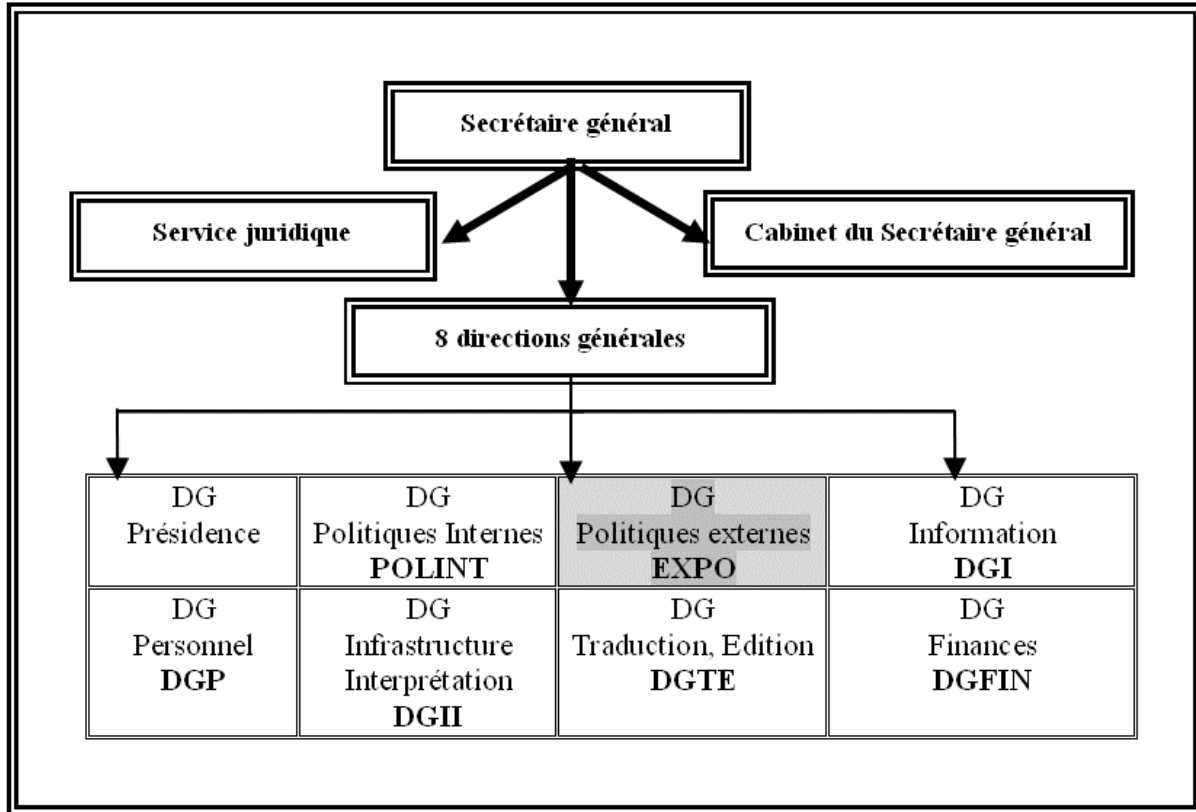 Secrétaire général
Service juridique
Cabinet du Secrétaire général
8 directions générales
DG
Présidence
DG
Politiques Internes
POLINT
DG
Politiques externes
EXPO
DG
Information
DGI
DG
Personnel
DGP
DG
Infrastructure
Interprétation
DGII
DG
Traduction, Edition
DGTE
DG
Finances
DGFIN